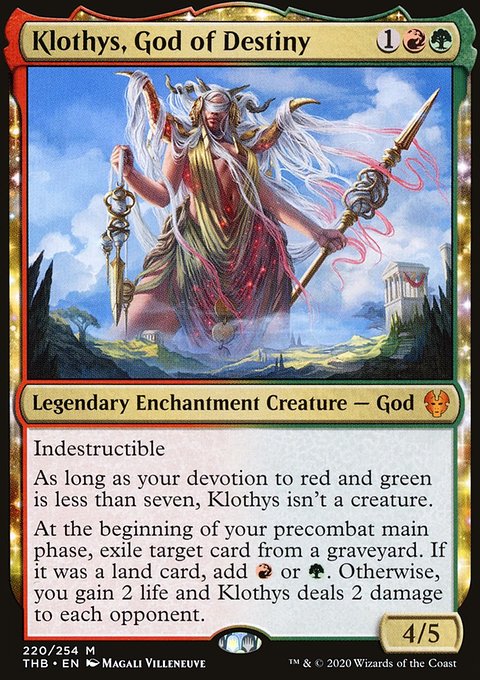 Klothys, God of Destiny 1
Legendary Enchantment Creature — God
Indestructible
As long as your devotion to red and green
is less than seven, Klothys isn't a creature.
At the beginning of your precombat main
phase, exile target card from a graveyard. If
it was a land card, add or . Otherwise,
you gain 2 life and Klothys deals 2 damage
to each opponent.
4/5
220/254 M
THB • EN Magali Villeneuve
™ & © 2020 Wizards of the Coast